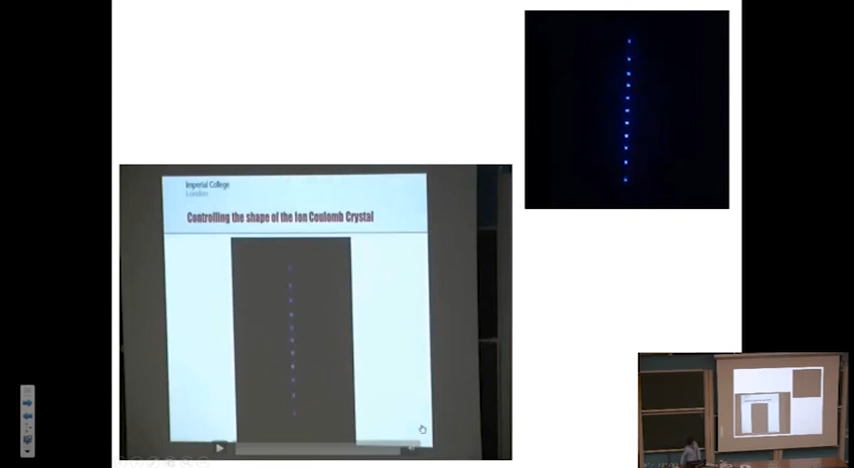 Imperial College
London
Controlling the shape of the Ion Coulomb Crystal